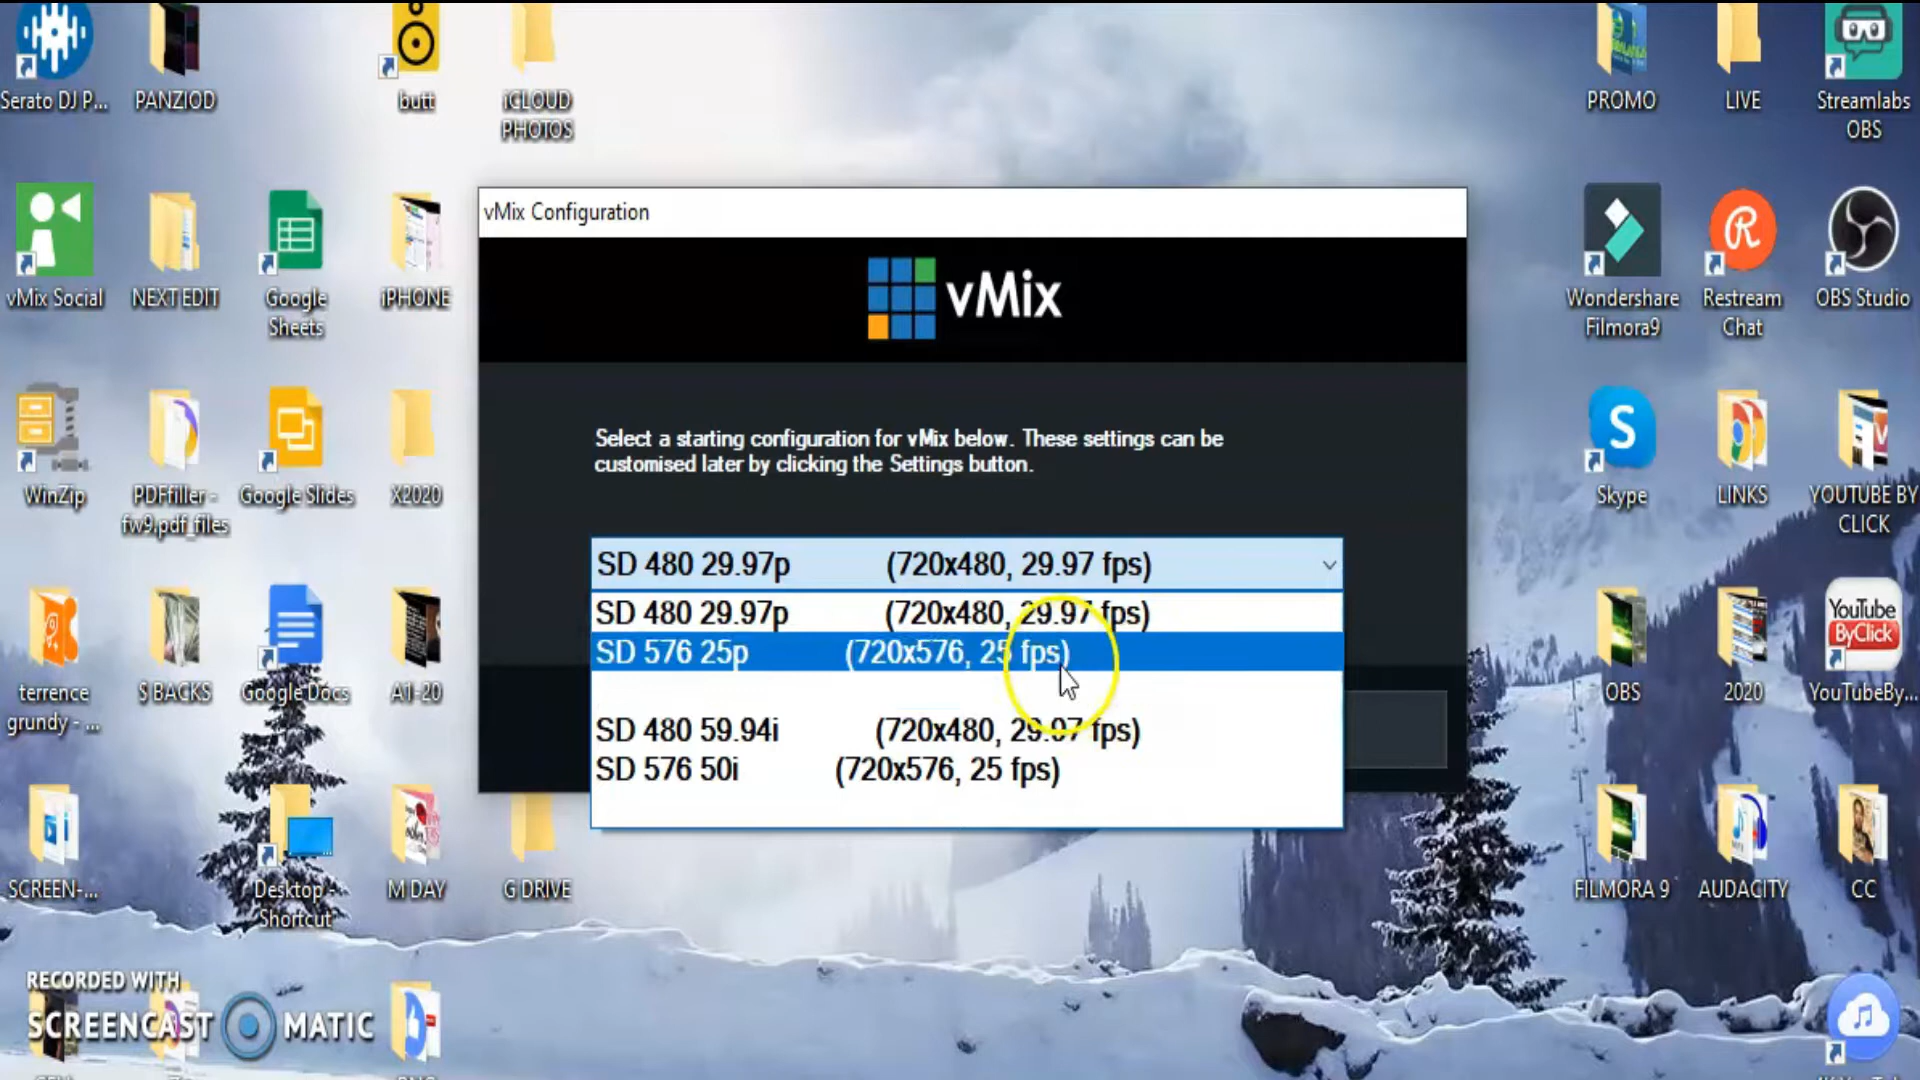 Serato DJ P...
PANZIOD
butt
iCLOUD
PHOTOS
PROMO
LIVE
Streamlabs
OBS
vMix Configuration
vMix
Select a starting configuration for vMix below. These settings can be
customised later by clicking the Settings button.
SD 480 29.97p (720x480, 29.97 fps)
SD 480 29.97p (720x480, 29.97 fps)
SD 576 25p (720x576, 25 fps)
SD 480 59.94i (720x480, 29.97 fps)
SD 576 50i (720x576, 25 fps)
vMix Social
NEXT EDIT
Google
Sheets
iPHONE
Wondershare
Filmora9
R
Restream
Chat
OBS Studio
WinZip
PDFfiller -
fw9.pdf_files
Google Slides
X2020
S
Skype
LINKS
YOUTUBE BY
CLICK
terrence
grundy - ...
S BACKS
Google Docs
A1-20
OBS
2020
YouTube
ByClick
YouTubeBy...
SCREEN-...
Desktop -
Shortcut
M DAY
G DRIVE
FILMORA 9
AUDACITY
CC
RECORDED WITH
SCREENCAST MATIC